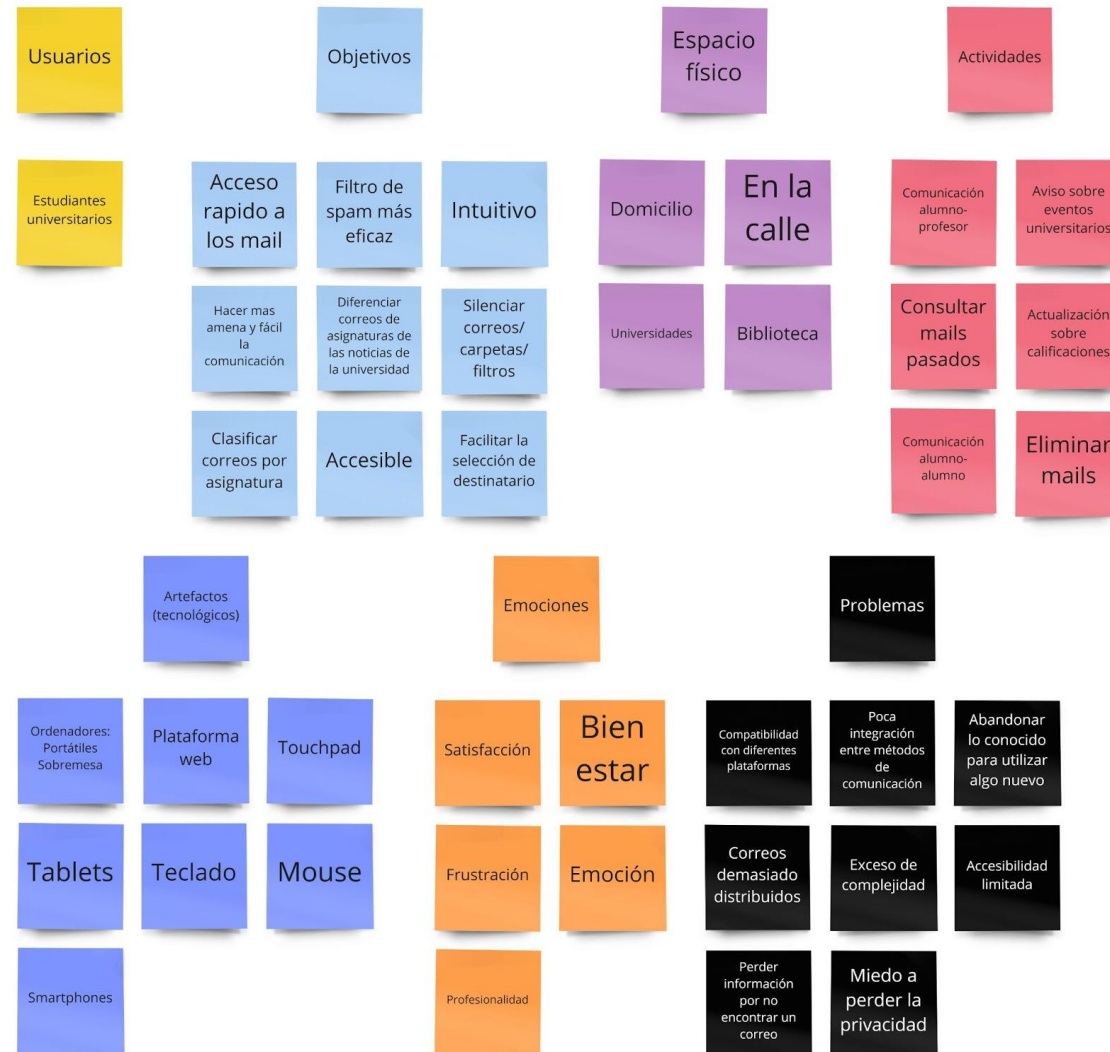 Usuarios
Objetivos
Espacio
físico
Actividades
Estudiantes
universitarios
Acceso
rapido a
los mail
Filtro de
spam más
eficaz
Intuitivo
Domicilio
En la
calle
Comunicación
alumno-
profesor
Aviso sobre
eventos
universitarios
Hacer mas
amena y fácil
la
comunicación
Diferenciar
correos de
asignaturas de
las noticias de
la universidad
Silenciar
correos/
carpetas/
filtros
Universidades
Biblioteca
Consultar
mails
pasados
Actualización
sobre
calificaciones
Clasificar
correos por
asignatura
Accesible
Facilitar la
selección de
destinatario
Comunicación
alumno-
alumno
Eliminar
mails
Artefactos
(tecnológicos)
Emociones
Problemas
Ordenadores:
Portátiles
Sobremesa
Plataforma
web
Touchpad
Satisfacción
Bien
estar
Compatibilidad
con diferentes
plataformas
Poca
integración
entre métodos
de
comunicación
Abandonar
lo conocido
para utilizar
algo nuevo
Tablets
Teclado
Mouse
Frustración
Emoción
Correos
demasiado
distribuidos
Exceso de
complejidad
Accesibilidad
limitada
Smartphones
Profesionalidad
Perder
información
por no
encontrar un
correo
Miedo a
perder la
privacidad